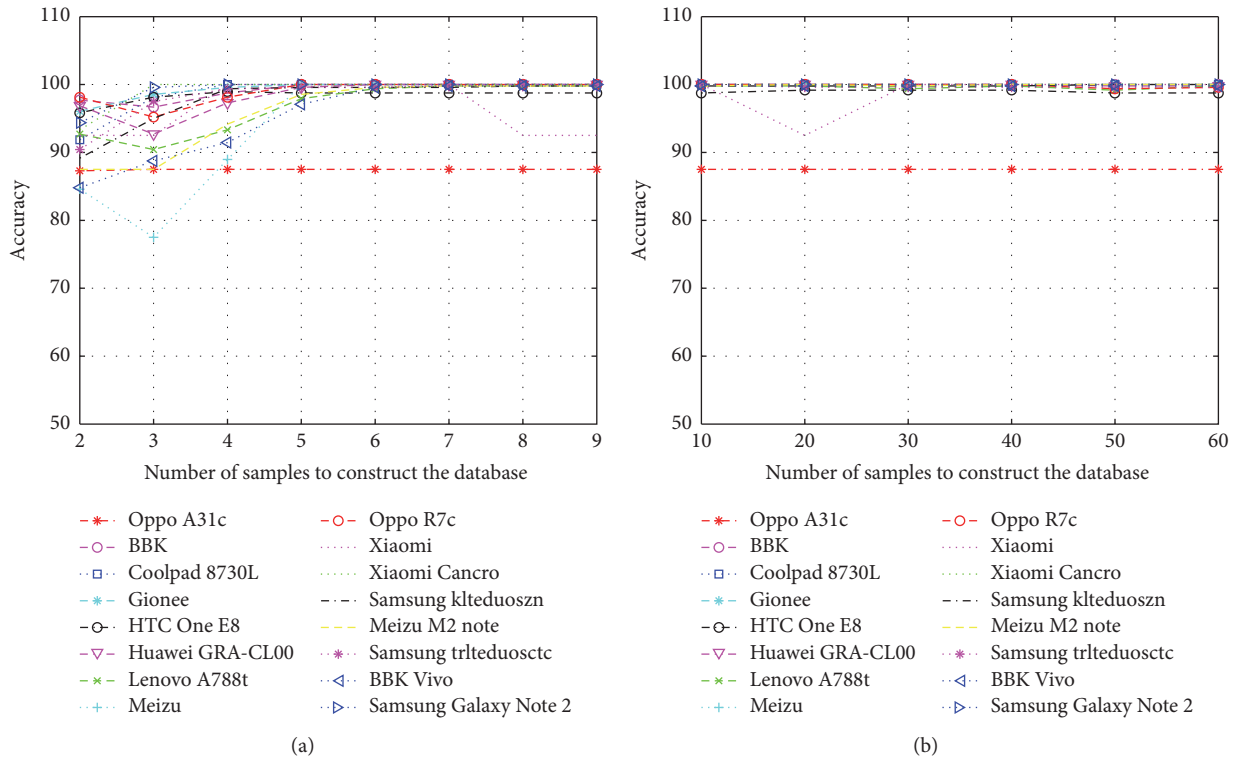 110
100
90
80
70
60
50
Accuracy
2 3 4 5 6 7 8 9
Number of samples to construct the database
Oppo A31c
BBK
Coolpad 8730L
Gionee
HTC One E8
Huawei GRA-CL00
Lenovo A788t
Meizu
Oppo R7c
Xiaomi
Xiaomi Cancro
Samsung klteduoszn
Meizu M2 note
Samsung trlteduosctc
BBK Vivo
Samsung Galaxy Note 2
(a)
110
100
90
80
70
60
50
Accuracy
10 20 30 40 50 60
Number of samples to construct the database
Oppo A31c
BBK
Coolpad 8730L
Gionee
HTC One E8
Huawei GRA-CL00
Lenovo A788t
Meizu
Oppo R7c
Xiaomi
Xiaomi Cancro
Samsung klteduoszn
Meizu M2 note
Samsung trlteduosctc
BBK Vivo
Samsung Galaxy Note 2
(b)